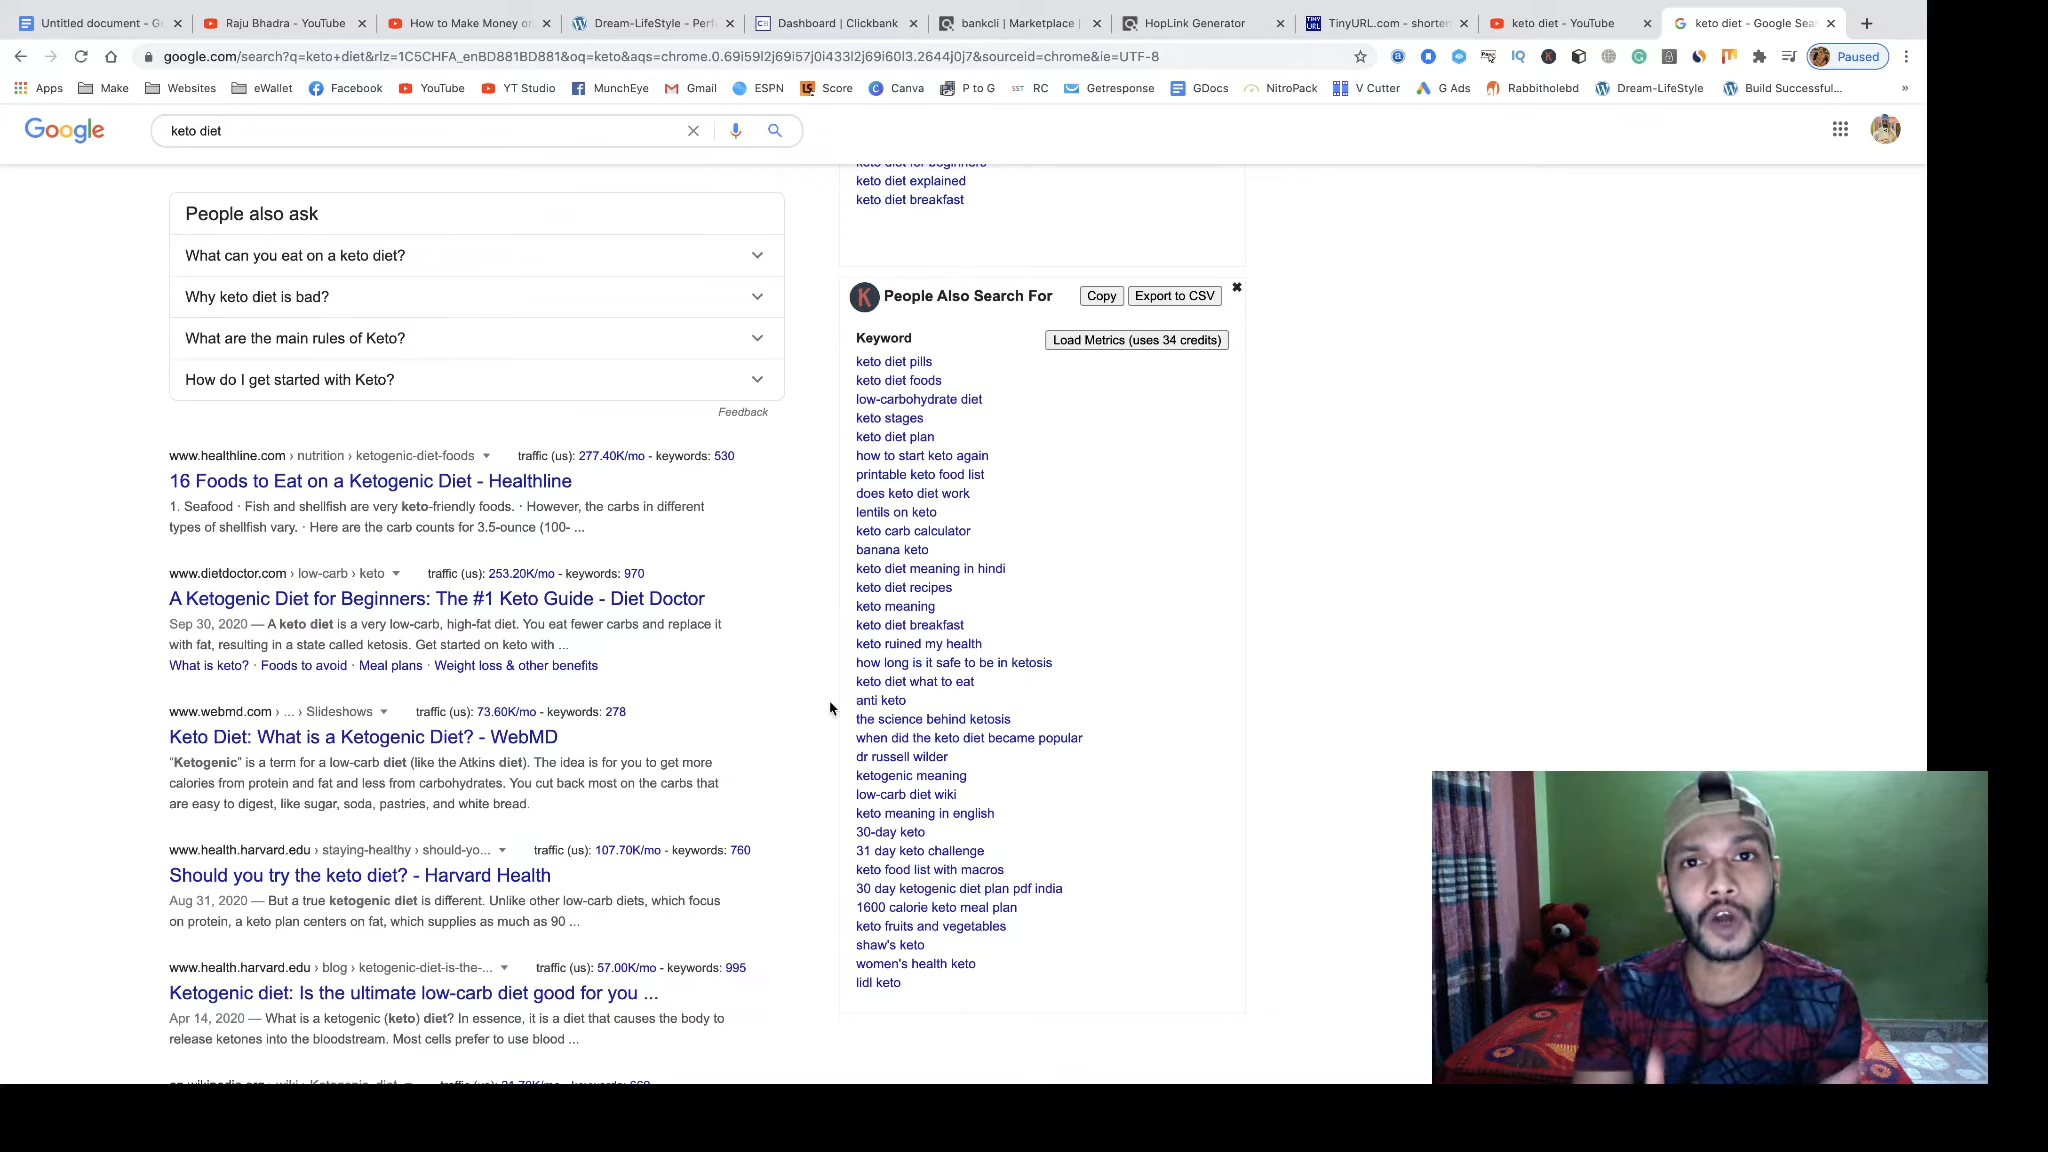 Untitled document - Go
Raju Bhadra - YouTube
How to Make Money on
Dream-LifeStyle - Perf
Dashboard | Clickbank
bankcli | Marketplace |
HopLink Generator
TinyURL.com - shorten
keto diet - YouTube
keto diet - Google Sear
google.com/search?q=keto+diet&rlz=1C5CHFA_enBD881BD881&oq=keto&aqs=chrome.0.69i59l2j69i57j0i433l2j69i60l3.2644j0j7&sourceid=chrome&ie=UTF-8
Paused
Apps
Make
Websites
eWallet
Facebook
YouTube
YT Studio
MunchEye
Gmail
ESPN
Score
Canva
P to G
RC
Getresponse
GDocs
NitroPack
V Cutter
G Ads
Rabbitholebd
Dream-LifeStyle
Build Successful...
Google
keto diet
People also ask
What can you eat on a keto diet?
Why keto diet is bad?
What are the main rules of Keto?
How do I get started with Keto?
Feedback
www.healthline.com › nutrition › ketogenic-diet-foods traffic (us): 277.40K/mo - keywords: 530
16 Foods to Eat on a Ketogenic Diet - Healthline
1. Seafood · Fish and shellfish are very keto-friendly foods. · However, the carbs in different
types of shellfish vary. · Here are the carb counts for 3.5-ounce (100- ...
www.dietdoctor.com › low-carb › keto traffic (us): 253.20K/mo - keywords: 970
A Ketogenic Diet for Beginners: The #1 Keto Guide - Diet Doctor
Sep 30, 2020 — A keto diet is a very low-carb, high-fat diet. You eat fewer carbs and replace it
with fat, resulting in a state called ketosis. Get started on keto with ...
What is keto? · Foods to avoid · Meal plans · Weight loss & other benefits
www.webmd.com › ... › Slideshows traffic (us): 73.60K/mo - keywords: 278
Keto Diet: What is a Ketogenic Diet? - WebMD
"Ketogenic" is a term for a low-carb diet (like the Atkins diet). The idea is for you to get more
calories from protein and fat and less from carbohydrates. You cut back most on the carbs that
are easy to digest, like sugar, soda, pastries, and white bread.
www.health.harvard.edu › staying-healthy › should-yo... traffic (us): 107.70K/mo - keywords: 760
Should you try the keto diet? - Harvard Health
Aug 31, 2020 — But a true ketogenic diet is different. Unlike other low-carb diets, which focus
on protein, a keto plan centers on fat, which supplies as much as 90 ...
www.health.harvard.edu › blog › ketogenic-diet-is-the-... traffic (us): 57.00K/mo - keywords: 995
Ketogenic diet: Is the ultimate low-carb diet good for you ...
Apr 14, 2020 — What is a ketogenic (keto) diet? In essence, it is a diet that causes the body to
release ketones into the bloodstream. Most cells prefer to use blood ...
keto diet for beginners
keto diet explained
keto diet breakfast
People Also Search For
Copy
Export to CSV
Keyword
Load Metrics (uses 34 credits)
keto diet pills
keto diet foods
low-carbohydrate diet
keto stages
keto diet plan
how to start keto again
printable keto food list
does keto diet work
lentils on keto
keto carb calculator
banana keto
keto diet meaning in hindi
keto diet recipes
keto meaning
keto diet breakfast
keto ruined my health
how long is it safe to be in ketosis
keto diet what to eat
anti keto
the science behind ketosis
when did the keto diet became popular
dr russell wilder
ketogenic meaning
low-carb diet wiki
keto meaning in english
30-day keto
31 day keto challenge
keto food list with macros
30 day ketogenic diet plan pdf india
1600 calorie keto meal plan
keto fruits and vegetables
shaw's keto
women's health keto
lidl keto